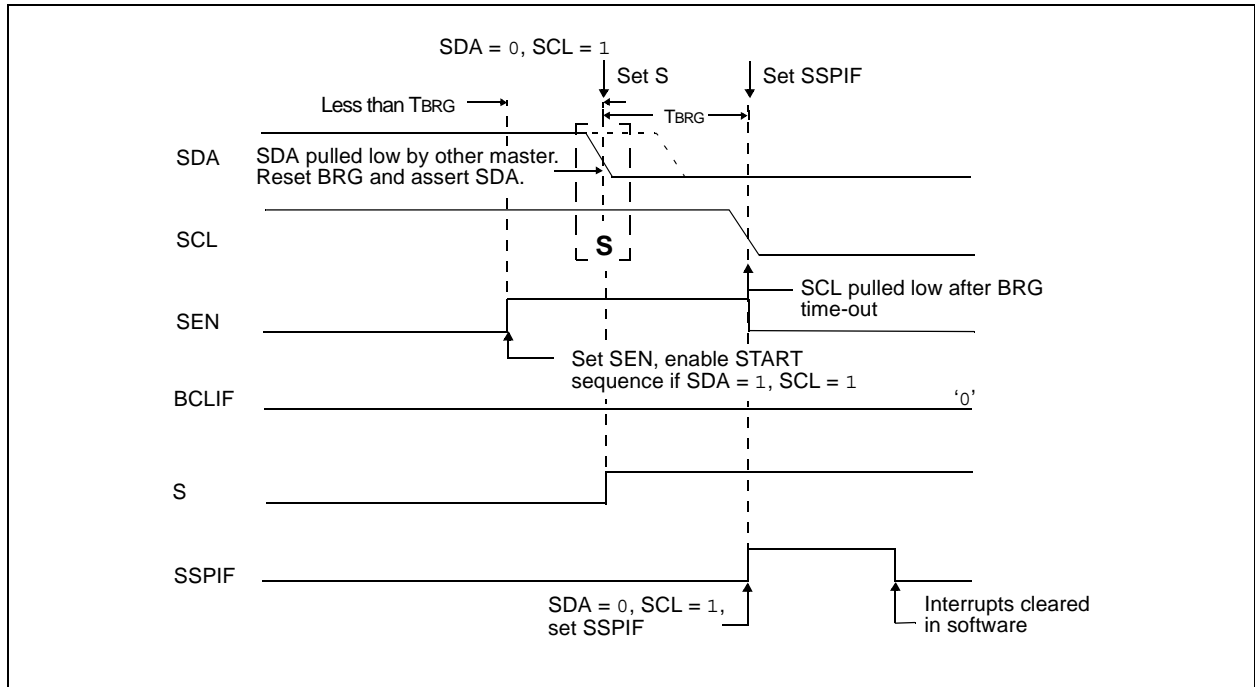 SDA = 0, SCL = 1
Set S
Set SSPIF
Less than TBRG
TBRG
SDA
SDA pulled low by other master.
Reset BRG and assert SDA.
SCL
S
SCL pulled low after BRG
time-out
SEN
Set SEN, enable START
sequence if SDA = 1, SCL = 1
BCLIF
‘0’
S
SSPIF
SDA = 0, SCL = 1,
set SSPIF
Interrupts cleared
in software